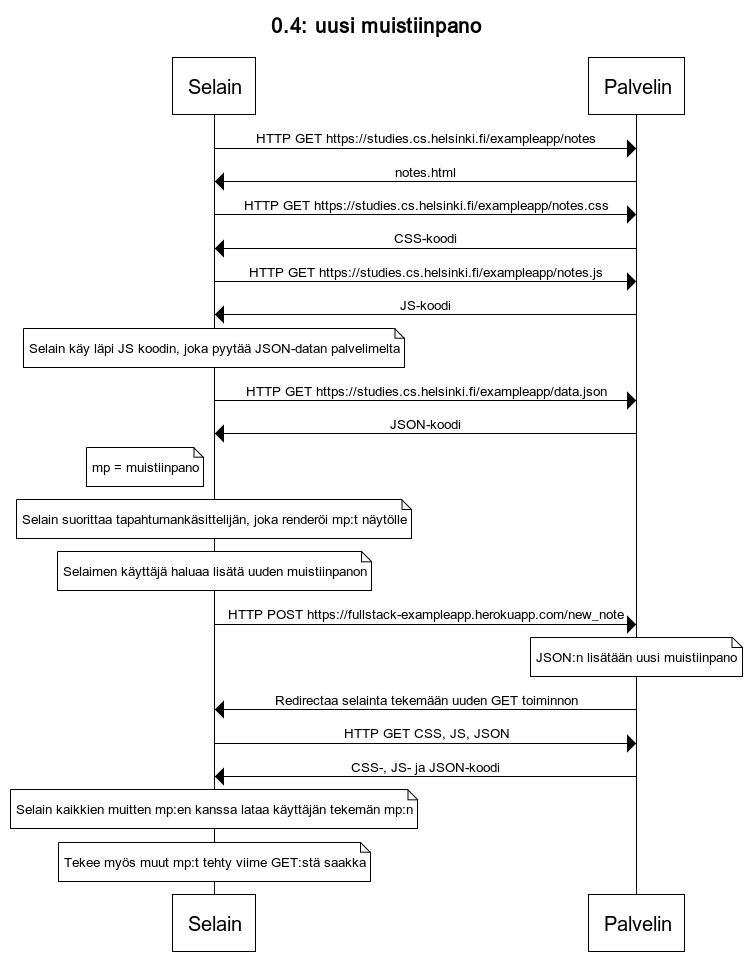 0.4: uusi muistiinpano
Selain
Palvelin
HTTP GET https://studies.cs.helsinki.fi/exampleapp/notes
notes.html
HTTP GET https://studies.cs.helsinki.fi/exampleapp/notes.css
CSS-koodi
HTTP GET https://studies.cs.helsinki.fi/exampleapp/notes.js
JS-koodi
Selain käy läpi JS koodin, joka pyytää JSON-datan palvelimelta
HTTP GET https://studies.cs.helsinki.fi/exampleapp/data.json
JSON-koodi
mp = muistiinpano
Selain suorittaa tapahtumankäsittelijän, joka renderöi mp:t näytölle
Selaimen käyttäjä haluaa lisätä uuden muistiinpanon
HTTP POST https://fullstack-exampleapp.herokuapp.com/new_note
JSON:n lisätään uusi muistiinpano
Redirectaa selainta tekemään uuden GET toiminnon
HTTP GET CSS, JS, JSON
CSS-, JS- ja JSON-koodi
Selain kaikkien muitten mp:en kanssa lataa käyttäjän tekemän mp:n
Tekee myös muut mp:t tehty viime GET:stä saakka
Selain
Palvelin